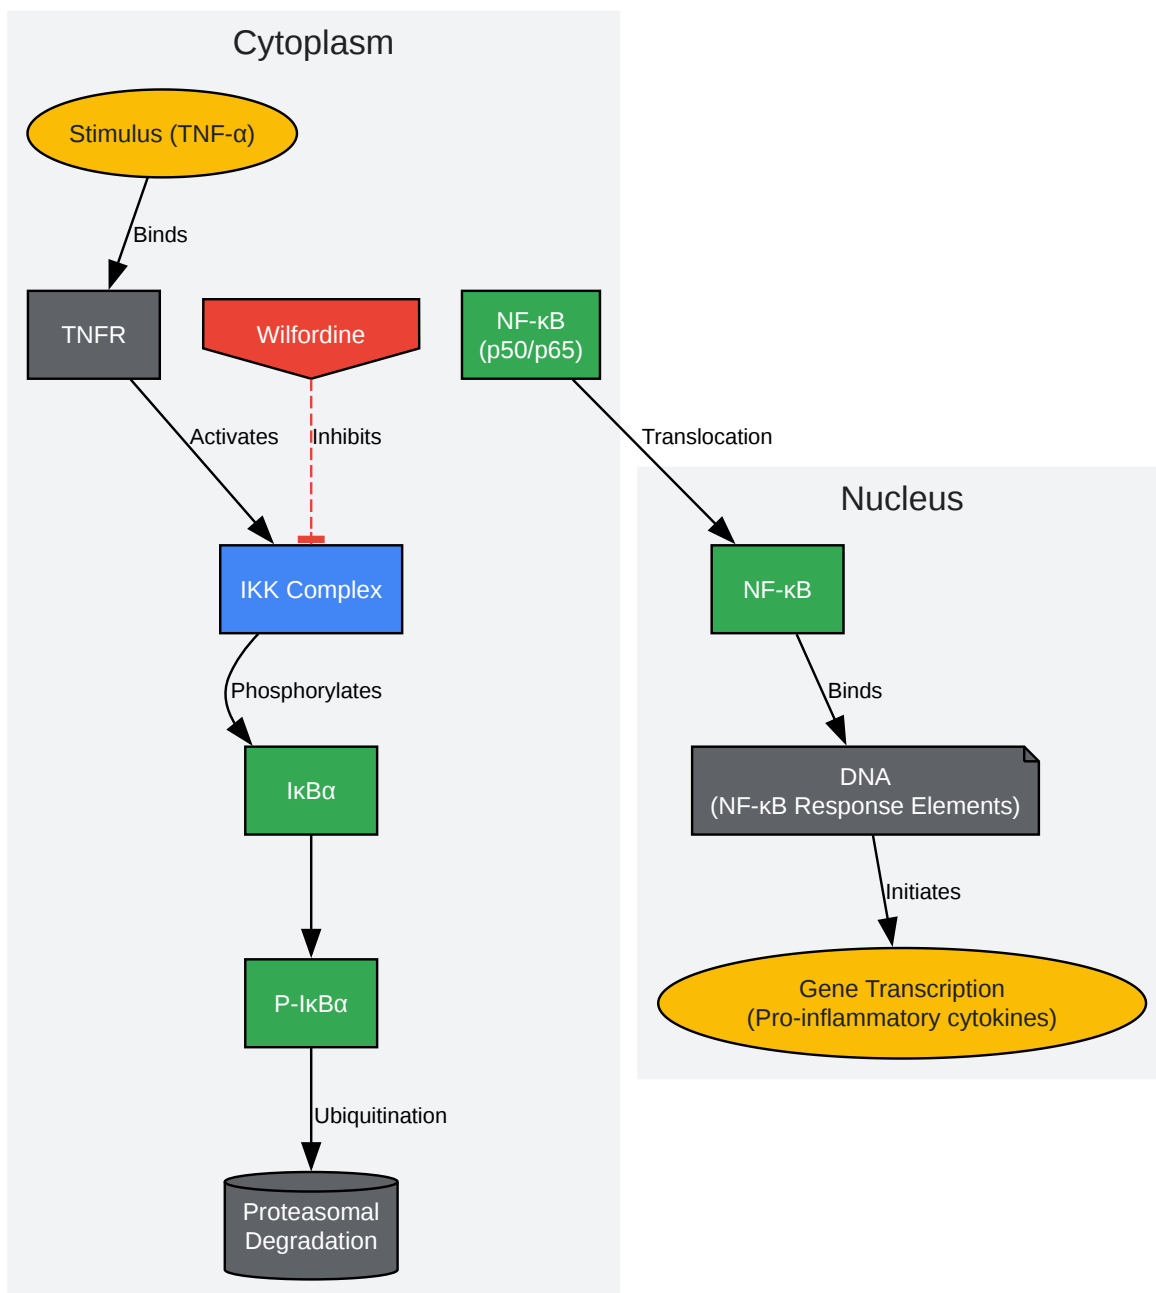 Cytoplasm
Stimulus (TNF-α)
Binds
TNFR
Wilfordine
NF-κB
(p50/p65)
Activates
Inhibits
Translocation
Nucleus
IKK Complex
NF-κB
Phosphorylates
Binds
IκBα
DNA
(NF-κB Response Elements)
Initiates
P-IκBα
Gene Transcription
(Pro-inflammatory cytokines)
Ubiquitination
Proteasomal
Degradation